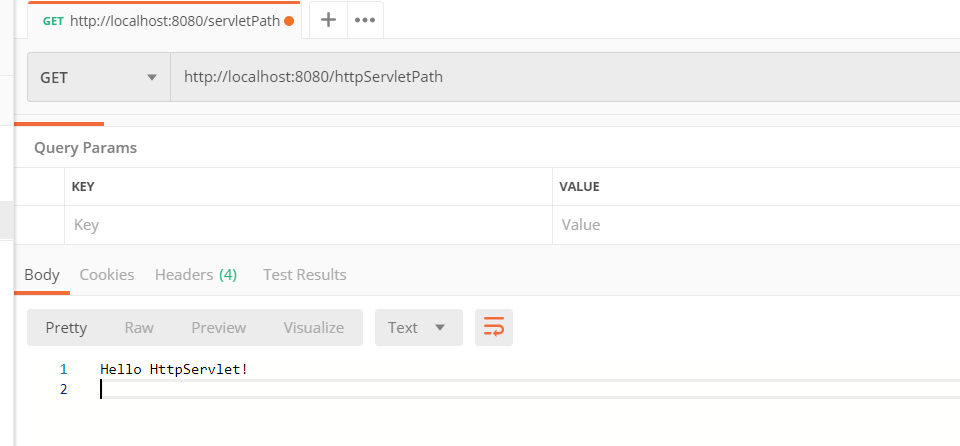 GET http://localhost:8080/servletPath
GET http://localhost:8080/httpServletPath
Query Params
KEY VALUE
Key Value
Body Cookies Headers (4) Test Results
Pretty Raw Preview Visualize Text
1 Hello HttpServlet!
2